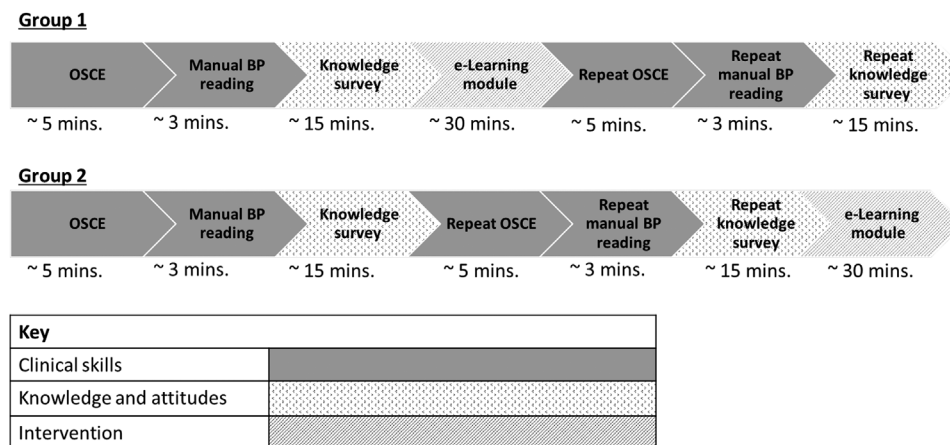 Group 1
OSCE
Manual BP
reading
Knowledge
survey
e-Learning
module
Repeat OSCE
Repeat
manual BP
reading
Repeat
knowledge
survey
~ 5 mins.
~ 3 mins.
~ 15 mins.
~ 30 mins.
~ 5 mins.
~ 3 mins.
~ 15 mins.
Group 2
OSCE
Manual BP
reading
Knowledge
survey
Repeat OSCE
Repeat
manual BP
reading
Repeat
knowledge
survey
e-Learning
module
~ 5 mins.
~ 3 mins.
~ 15 mins.
~ 5 mins.
~ 3 mins.
~ 15 mins.
~ 30 mins.
Key
Clinical skills
Knowledge and attitudes
Intervention